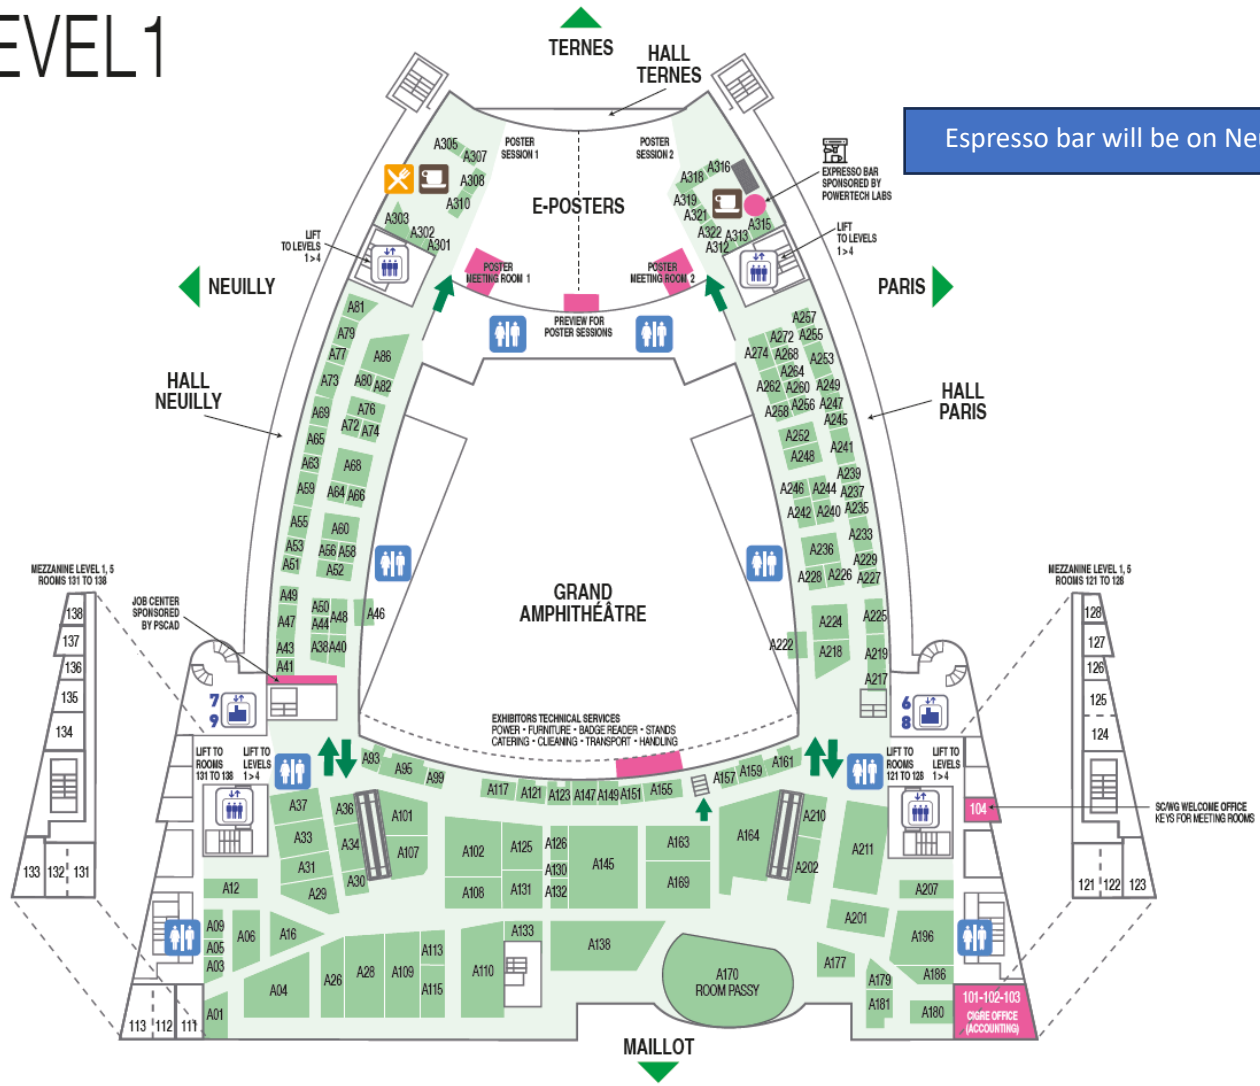 EVEL1
TERNES
HALL
TERNES
Espresso bar will be on Neu
POSTER
SESSION 1
POSTER
SESSION 2
EXPRESSO BAR
SPONSORED BY
POWERTECH LABS
A305
A307
A308
A310
A303
A302
A301
A316
A318
A319
A321
A322
A312
A313
A315
E-POSTERS
LIFT
TO LEVELS
1 > 4
LIFT
TO LEVELS
1 > 4
POSTER
MEETING ROOM 1
POSTER
MEETING ROOM 2
PREVIEW FOR
POSTER SESSIONS
NEUILLY
PARIS
HALL
NEUILLY
HALL
PARIS
A81
A79
A77
A73
A86
A80
A82
A69
A76
A72
A74
A65
A63
A68
A59
A64
A66
A55
A60
A53
A56
A58
A51
A52
A49
A50
A47
A44
A48
A46
A43
A38
A40
A41
A257
A272
A255
A274
A268
A253
A264
A262
A260
A249
A258
A256
A247
A245
A252
A241
A248
A239
A246
A244
A237
A242
A240
A235
A233
A236
A229
A228
A226
A227
A225
A224
A222
A218
A219
A217
GRAND
AMPHITHÉÂTRE
MEZZANINE LEVEL 1, 5
ROOMS 131 TO 138
138
137
136
135
134
133
132
131
MEZZANINE LEVEL 1, 5
ROOMS 121 TO 128
128
127
126
125
124
121
122
123
JOB CENTER
SPONSORED
BY PSCAD
7
9
6
8
EXHIBITORS TECHNICAL SERVICES
POWER • FURNITURE • BADGE READER • STANDS
CATERING • CLIEANING • TRANSPORT • HANDLING
LIFT TO
ROOMS
131 TO 138
LIFT TO
LEVELS
1 > 4
LIFT TO
ROOMS
121 TO 128
LIFT TO
LEVELS
1 > 4
A93
A95
A99
A117
A121
A123
A147
A149
A151
A155
A157
A159
A161
A37
A36
A101
A33
A34
A107
A31
A30
A29
A102
A125
A126
A108
A130
A131
A132
A145
A163
A169
A164
A210
A202
A211
104
SC/WG WELCOME OFFICE
KEYS FOR MEETING ROOMS
A12
A09
A05
A03
A06
A16
A04
A01
A26
A28
A109
A113
A115
A110
A133
A138
A170
ROOM PASSY
A177
A201
A207
A196
A179
A181
A186
A180
113
112
111
101-102-103
CIGRE OFFICE
(ACCOUNTING)
MAILLOT